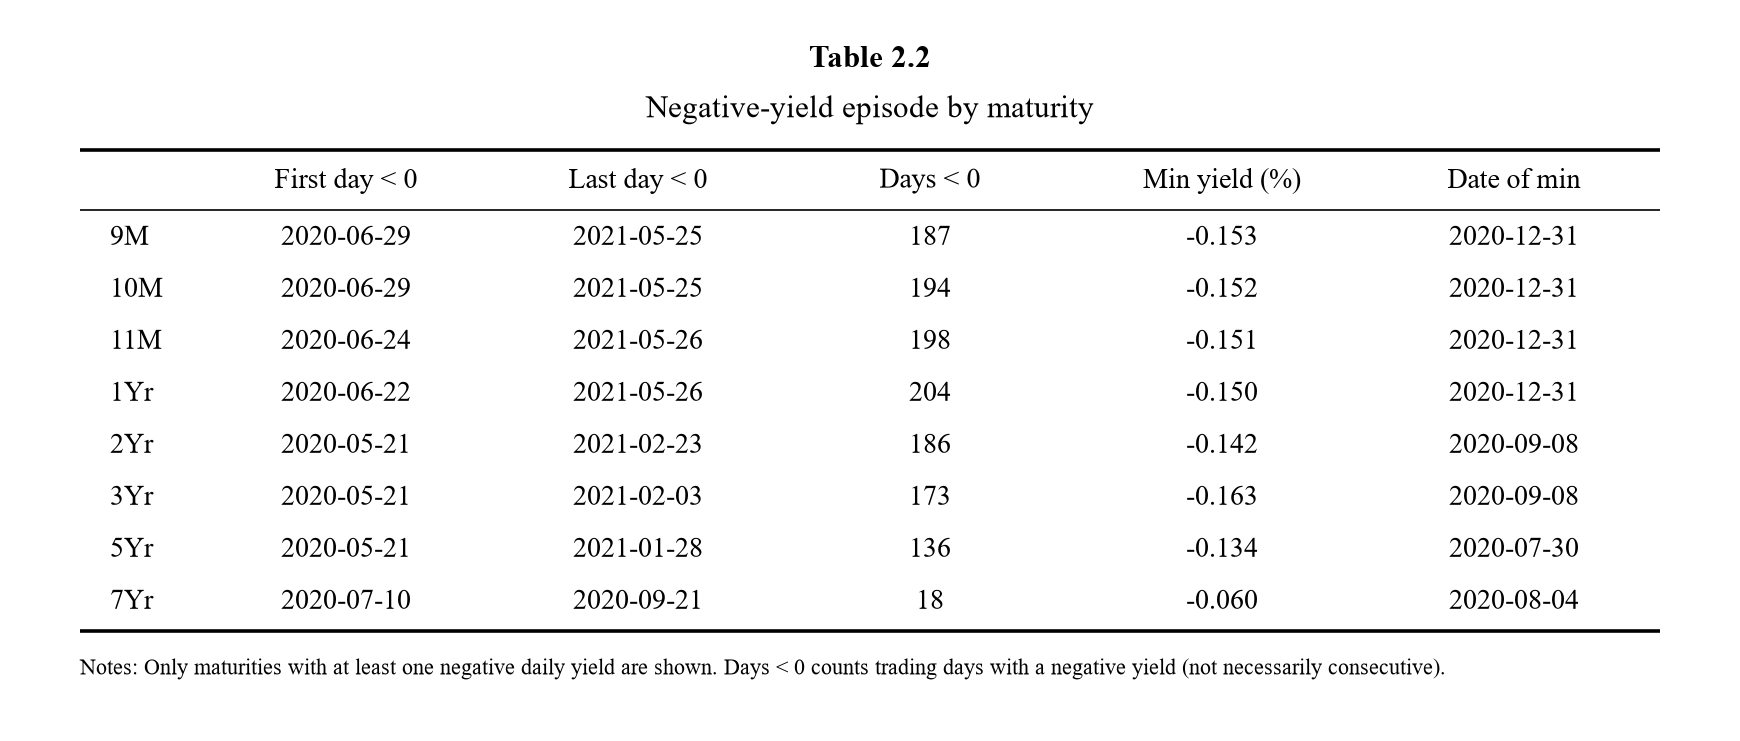 Table 2.2
Negative-yield episode by maturity
First day < 0 Last day < 0 Days < 0 Min yield (%) Date of min
9M 2020-06-29 2021-05-25 187 -0.153 2020-12-31
10M 2020-06-29 2021-05-25 194 -0.152 2020-12-31
11M 2020-06-24 2021-05-26 198 -0.151 2020-12-31
1Yr 2020-06-22 2021-05-26 204 -0.150 2020-12-31
2Yr 2020-05-21 2021-02-23 186 -0.142 2020-09-08
3Yr 2020-05-21 2021-02-03 173 -0.163 2020-09-08
5Yr 2020-05-21 2021-01-28 136 -0.134 2020-07-30
7Yr 2020-07-10 2020-09-21 18 -0.060 2020-08-04
Notes: Only maturities with at least one negative daily yield are shown. Days < 0 counts trading days with a negative yield (not necessarily consecutive).